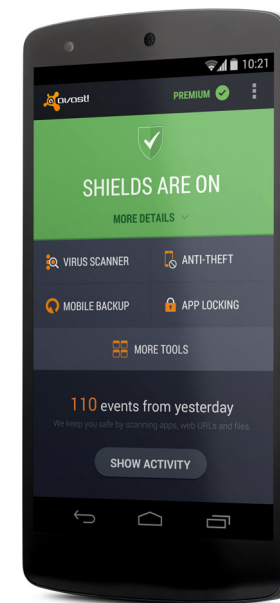 10:21
avast!
PREMIUM
SHIELDS ARE ON
MORE DETAILS
VIRUS SCANNER
ANTI-THEFT
MOBILE BACKUP
APP LOCKING
MORE TOOLS
110 events from yesterday
We keep you safe by scanning apps, web URLs and files.
SHOW ACTIVITY